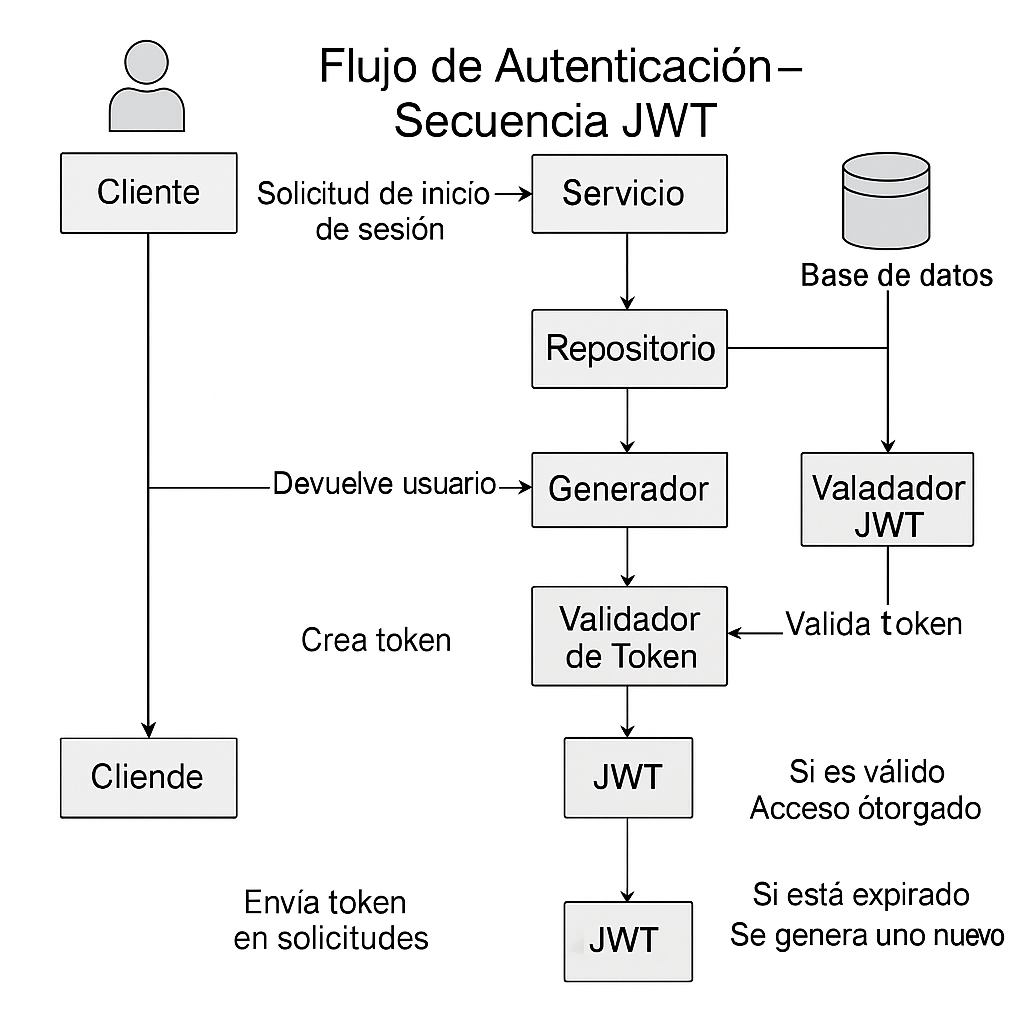 Flujo de Autenticación –
Secuencia JWT
Cliente
Solicitud de inicio
de sesión
Servicio
Base de datos
Repositorio
Devuelve usuario
Generador
Valadador
JWT
Crea token
Validador
de Token
Valida token
Cliende
JWT
Si es válido
Acceso ótorgado
Envía token
en solicitudes
JWT
Si está expirado
Se genera uno nuevo